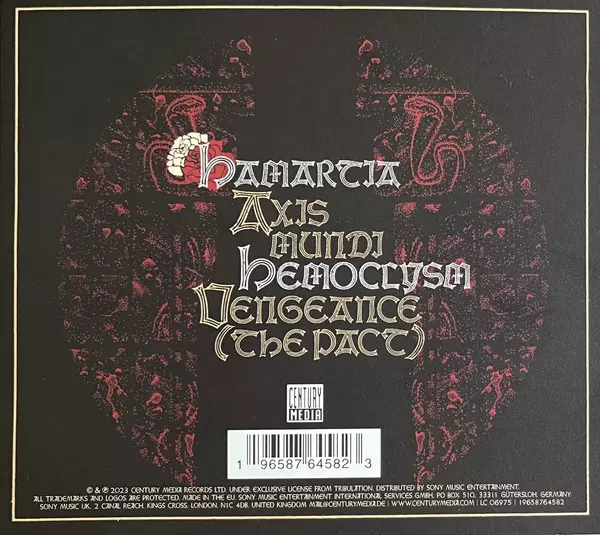 Hamartia
Axis
Mundi
Hemoclysm
Vengeance
(The Pact)
CENTURY
MEDIA
1 96587 64582 3
© & ℗ 2023 CENTURY MEDIA RECORDS LTD. UNDER EXCLUSIVE LICENSE FROM TRIBULATION. DISTRIBUTED BY SONY MUSIC ENTERTAINMENT.
ALL TRADEMARKS AND LOGOS ARE PROTECTED. MADE IN THE EU. SONY MUSIC ENTERTAINMENT INTERNATIONAL SERVICES GMBH, PO BOX 510, 33311 GÜTERSLOH, GERMANY
SONY MUSIC UK, 2 CANAL REACH, KINGS CROSS, LONDON, N1C 4DB, UNITED KINGDOM MAIL@CENTURYMEDIA.DE | WWW.CENTURYMEDIA.COM | LC 06975 | 19658764582